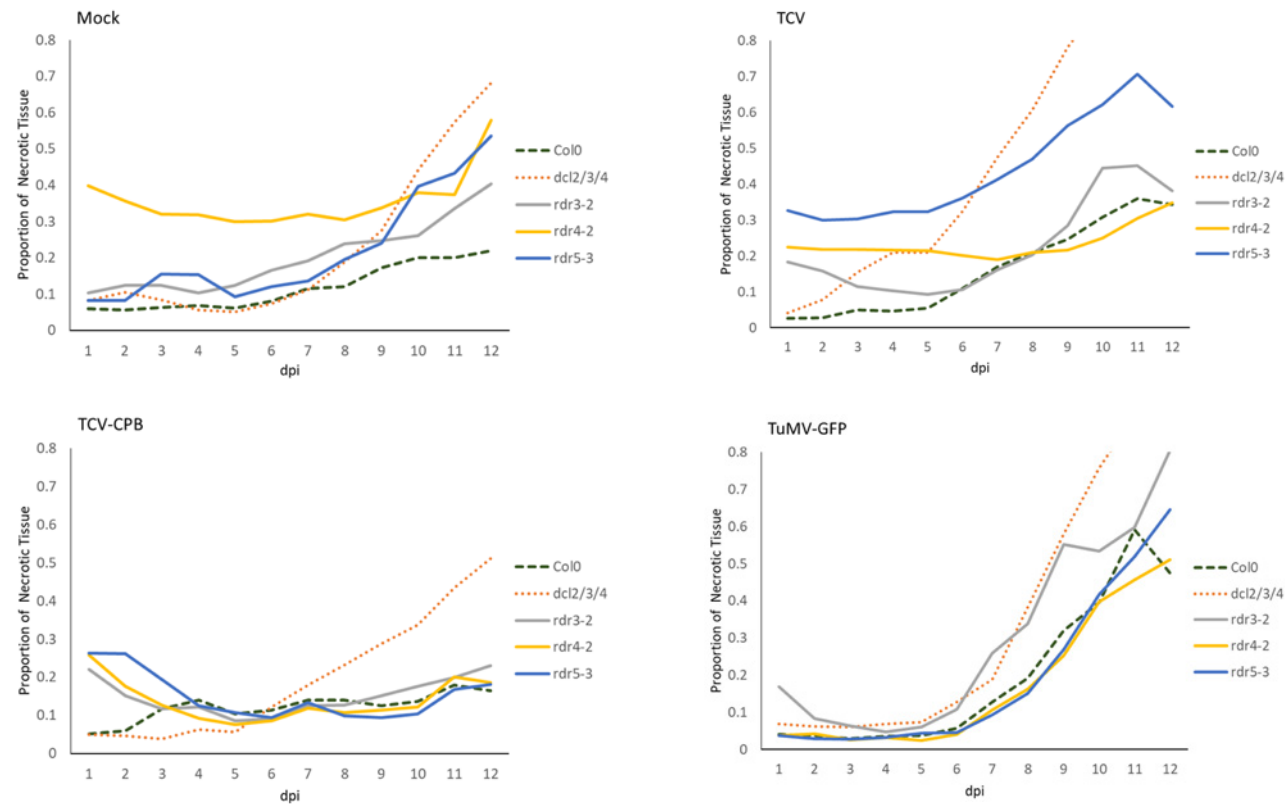 Mock
Proportion of Necrotic Tissue
0.8
0.7
0.6
0.5
0.4
0.3
0.2
0.1
0
1 2 3 4 5 6 7 8 9 10 11 12
dpi
Col0
dcl2/3/4
rdr3-2
rdr4-2
rdr5-3
TCV
Proportion of Necrotic Tissue
0.8
0.7
0.6
0.5
0.4
0.3
0.2
0.1
0
1 2 3 4 5 6 7 8 9 10 11 12
dpi
Col0
dcl2/3/4
rdr3-2
rdr4-2
rdr5-3
TCV-CPB
Proportion of Necrotic Tissue
0.8
0.7
0.6
0.5
0.4
0.3
0.2
0.1
0
1 2 3 4 5 6 7 8 9 10 11 12
dpi
Col0
dcl2/3/4
rdr3-2
rdr4-2
rdr5-3
TuMV-GFP
Proportion of Necrotic Tissue
0.8
0.7
0.6
0.5
0.4
0.3
0.2
0.1
0
1 2 3 4 5 6 7 8 9 10 11 12
dpi
Col0
dcl2/3/4
rdr3-2
rdr4-2
rdr5-3